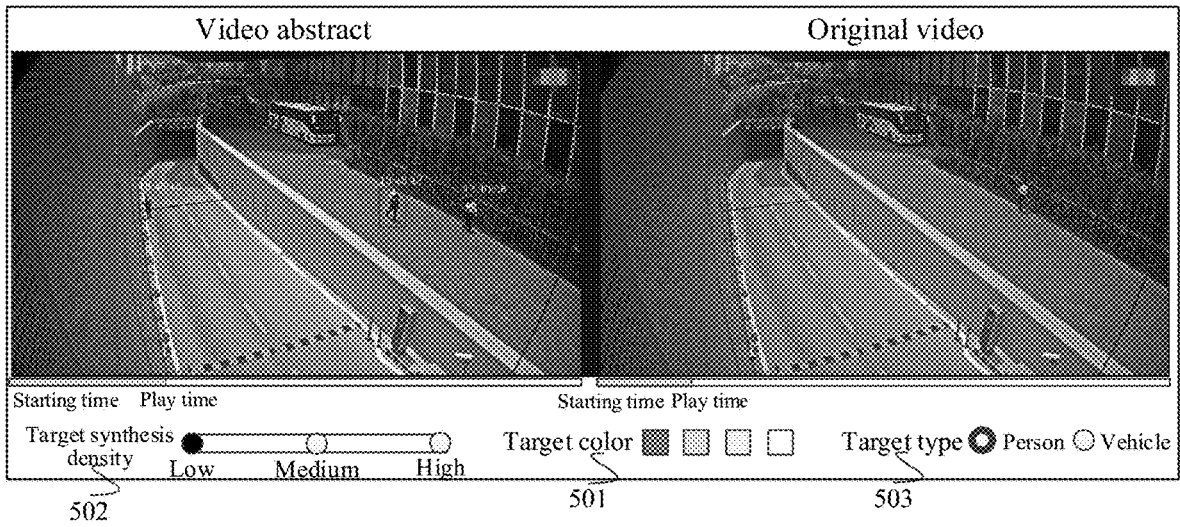 Video abstract
Original video
Starting time
Play time
Starting time
Play time
Target synthesis
density
Low
Medium
High
Target color
Target type
Person
Vehicle
502
501
503